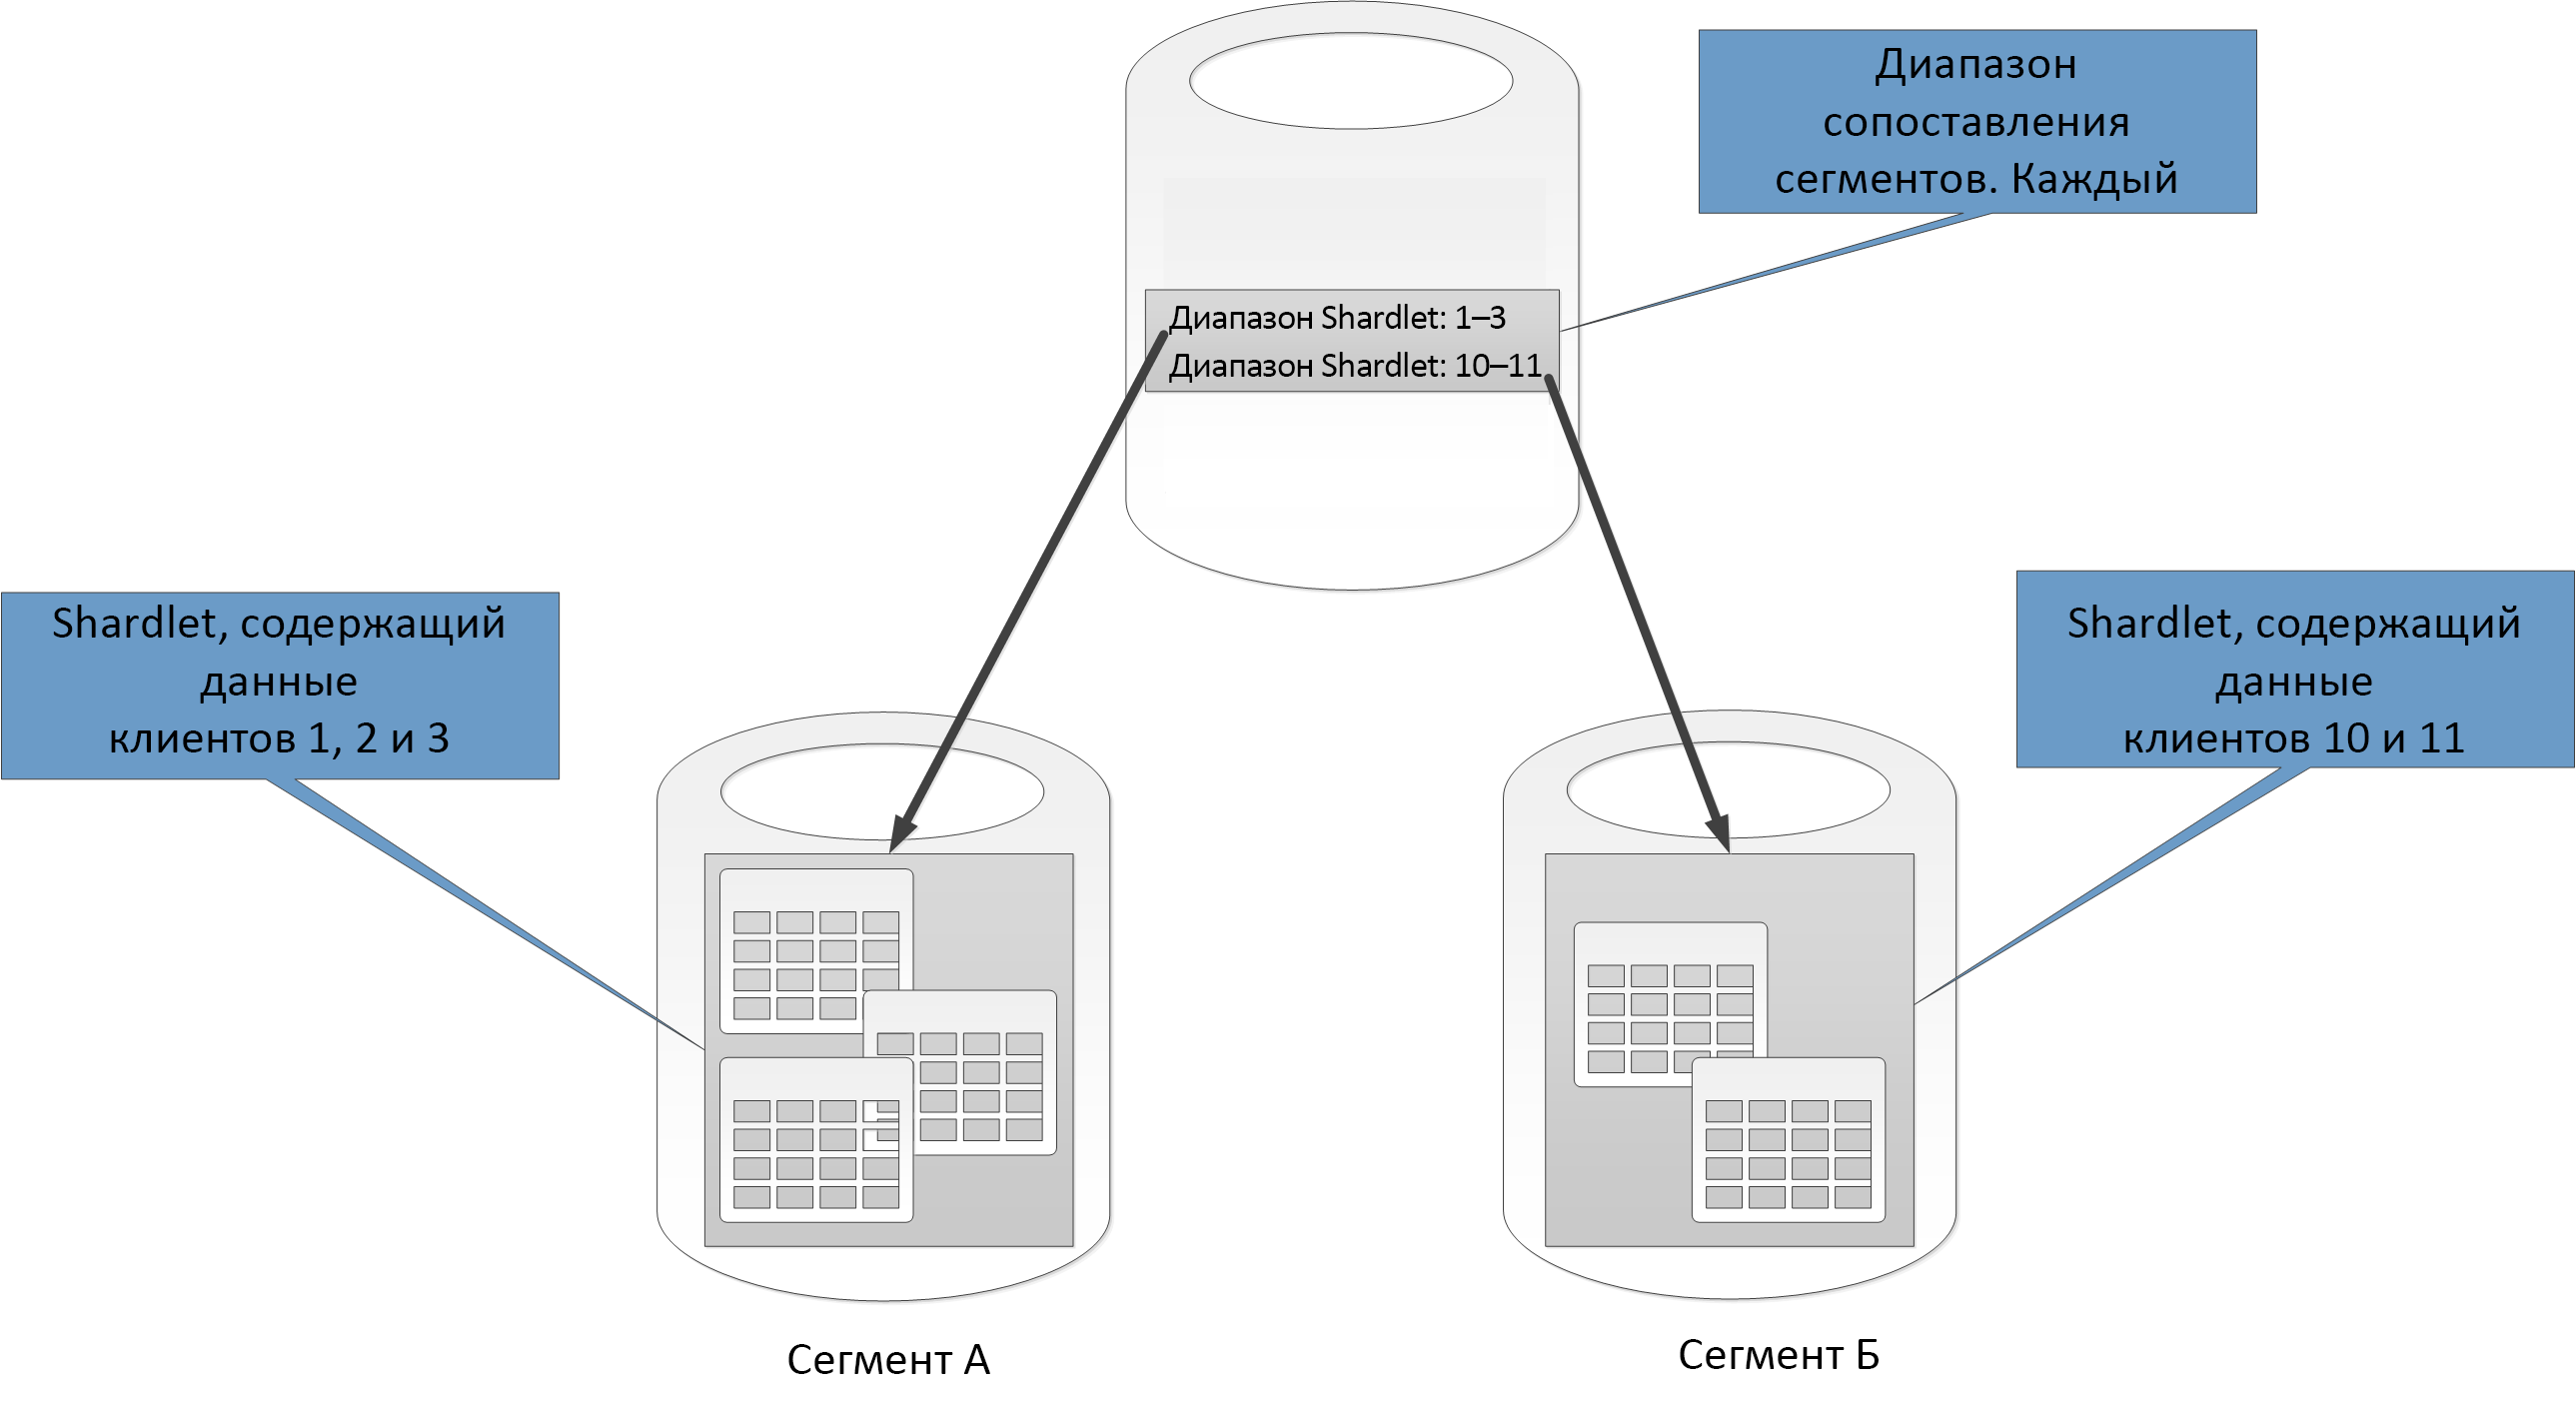 Диапазон
сопоставления
сегментов. Каждый
Диапазон Shardlet: 1–3
Диапазон Shardlet: 10–11
Shardlet, содержащий
данные
клиентов 1, 2 и 3
Shardlet, содержащий
данные
клиентов 10 и 11
Сегмент А
Сегмент Б